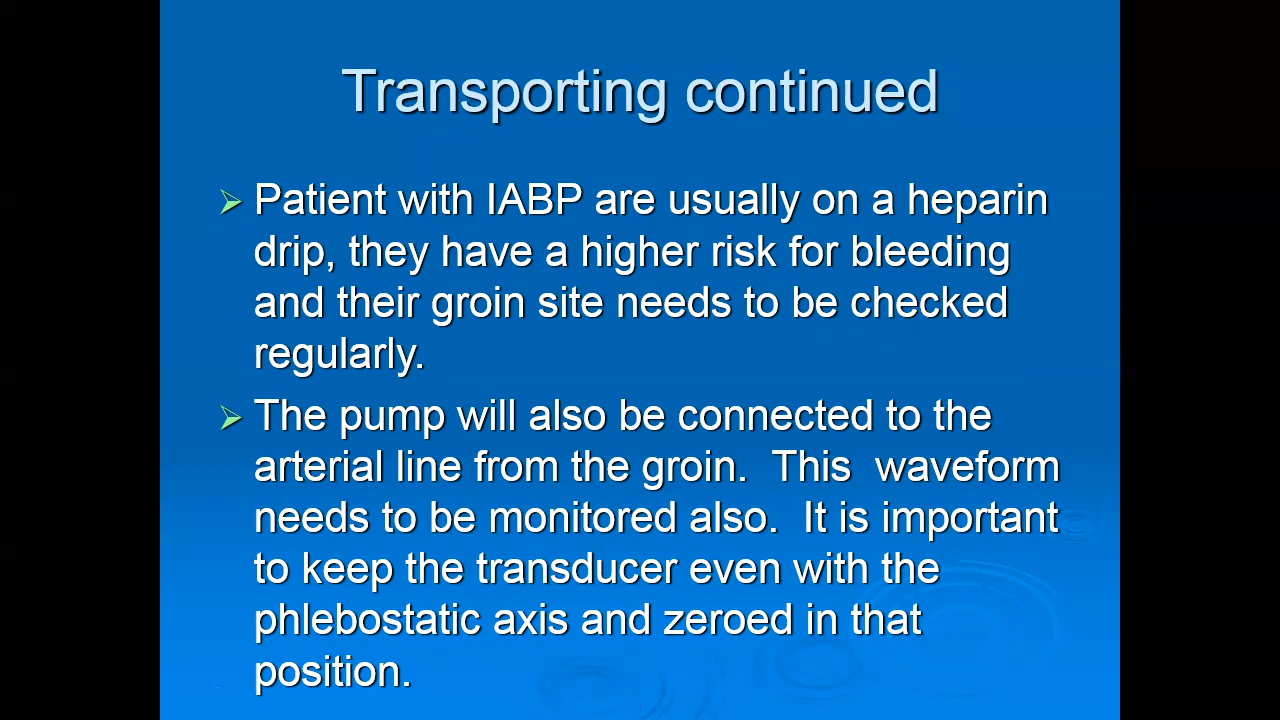 Transporting continued
Patient with IABP are usually on a heparin
drip, they have a higher risk for bleeding
and their groin site needs to be checked
regularly.
The pump will also be connected to the
arterial line from the groin.  This  waveform
needs to be monitored also.  It is important
to keep the transducer even with the
phlebostatic axis and zeroed in that
position.